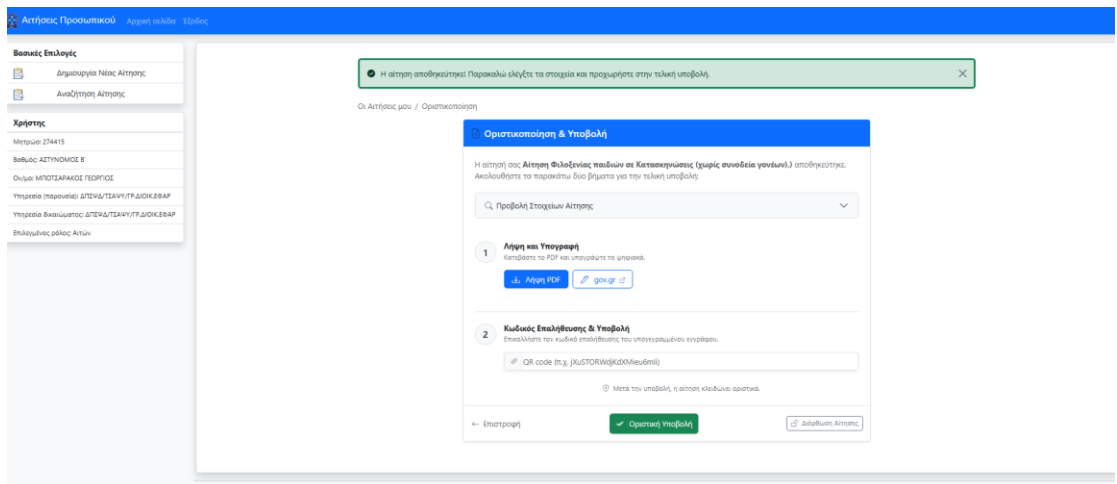 Αιτήσεις Προσωπικού Αρχική σελίδα Έξοδος
Βασικές Επιλογές
Δημιουργία Νέας Αίτησης
Αναζήτηση Αίτησης
Χρήστης
Μητρώο: 274415
Βαθμός: ΑΣΤΥΝΟΜΟΣ Β'
Ον/μο: ΜΠΟΤΣΑΡΑΚΟΣ ΓΕΩΡΓΙΟΣ
Υπηρεσία (παρουσία): ΔΠΣΨΔ/ΤΣΑΨΥ/ΓΡ.ΔΙΟΙΚ.ΕΦΑΡ
Υπηρεσία δικαιώματος: ΔΠΣΨΔ/ΤΣΑΨΥ/ΓΡ.ΔΙΟΙΚ.ΕΦΑΡ
Επιλεγμένος ρόλος: Αιτών
Η αίτηση αποθηκεύτηκε! Παρακαλώ ελέγξτε τα στοιχεία και προχωρήστε στην τελική υποβολή.
Οι Αιτήσεις μου / Οριστικοποίηση
Οριστικοποίηση & Υποβολή
Η αίτησή σας Αίτηση Φιλοξενίας παιδιών σε Κατασκηνώσεις (χωρίς συνοδεία γονέων).) αποθηκεύτηκε.
Ακολουθήστε τα παρακάτω δύο βήματα για την τελική υποβολή:
Προβολή Στοιχείων Αίτησης
1 Λήψη και Υπογραφή
Κατεβάστε το PDF και υπογράψτε το ψηφιακά.
Λήψη PDF gov.gr
2 Κωδικός Επαλήθευσης & Υποβολή
Επικολλήστε τον κωδικό επαλήθευσης του υπογεγραμμένου εγγράφου.
QR code (π.χ. jXuSTORWdjKdXMieu6mii)
Μετά την υποβολή, η αίτηση κλειδώνει οριστικά.
← Επιστροφή Οριστική Υποβολή Διόρθωση Αίτησης